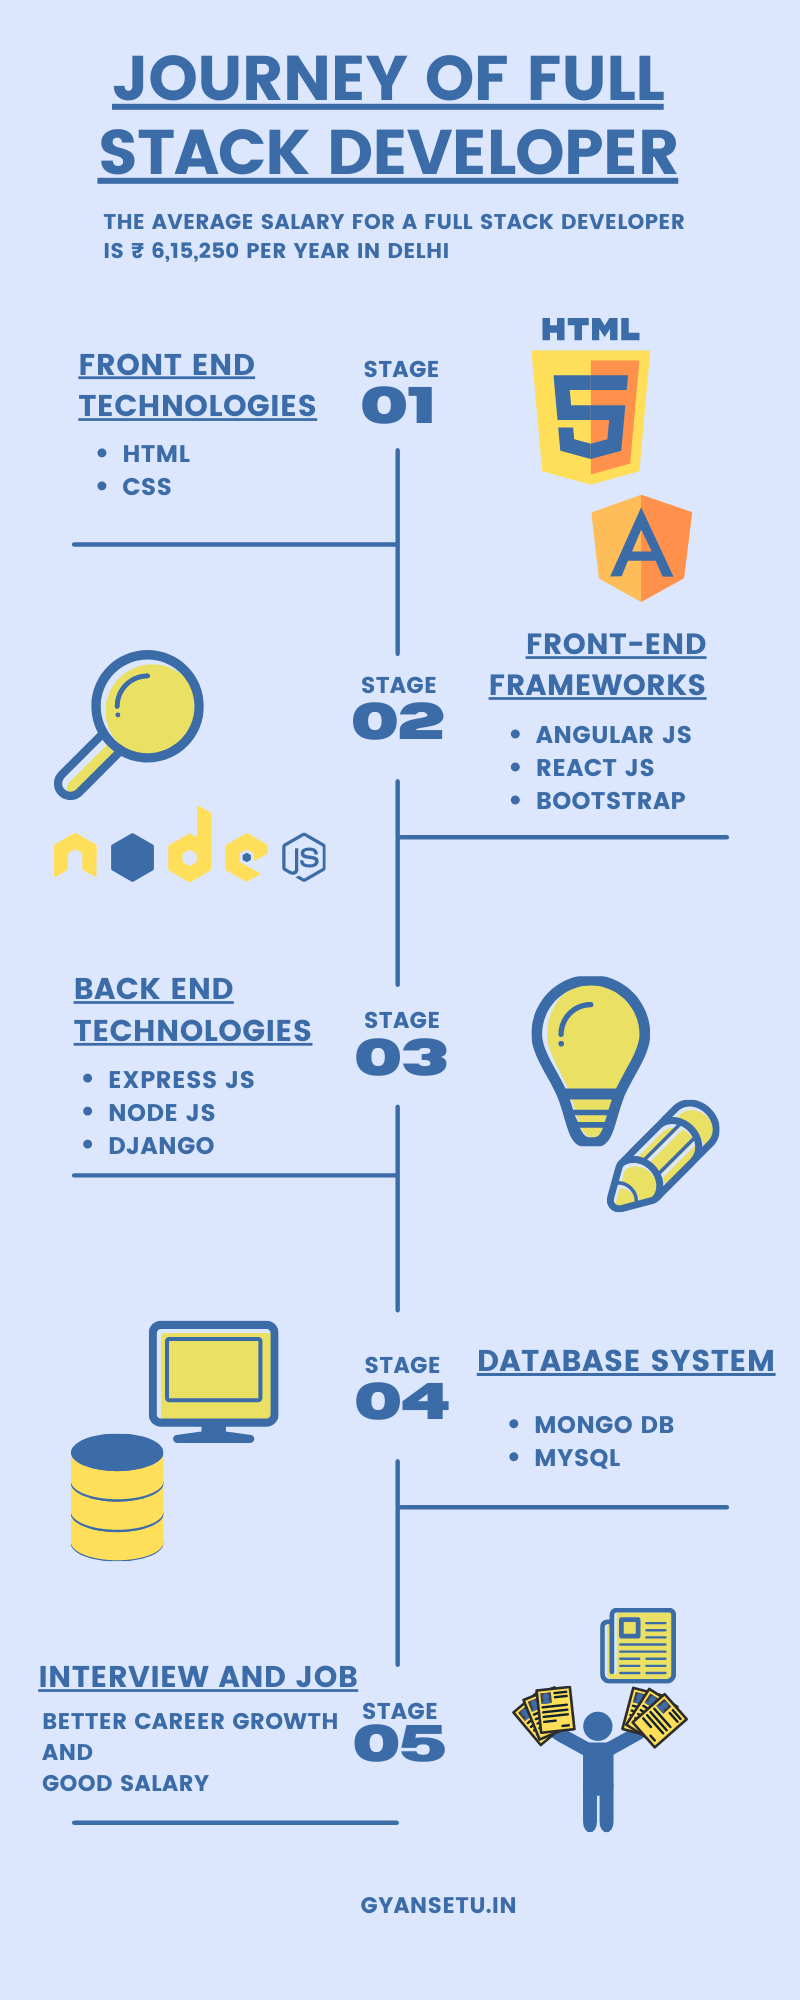 JOURNEY OF FULL
STACK DEVELOPER
THE AVERAGE SALARY FOR A FULL STACK DEVELOPER
IS ₹ 6,15,250 PER YEAR IN DELHI
FRONT END
TECHNOLOGIES
• HTML
• CSS
STAGE
01
HTML
5
A
STAGE
02
FRONT-END
FRAMEWORKS
• ANGULAR JS
• REACT JS
• BOOTSTRAP
node JS
BACK END
TECHNOLOGIES
• EXPRESS JS
• NODE JS
• DJANGO
STAGE
03
STAGE
04
DATABASE SYSTEM
• MONGO DB
• MYSQL
INTERVIEW AND JOB
BETTER CAREER GROWTH
AND
GOOD SALARY
STAGE
05
GYANSETU.IN